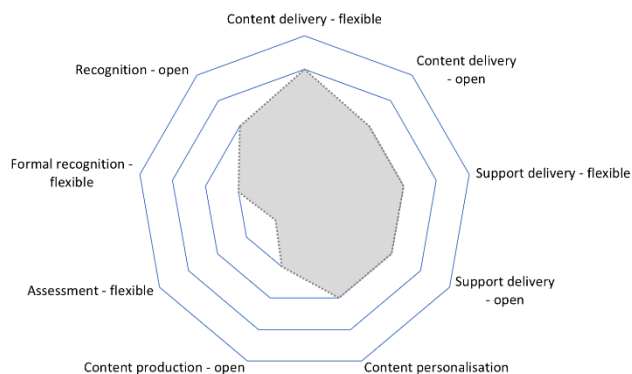 Content delivery - flexible
Content delivery
- open
Recognition - open
Formal recognition -
flexible
Support delivery - flexible
Support delivery
- open
Assessment - flexible
Content production - open
Content personalisation